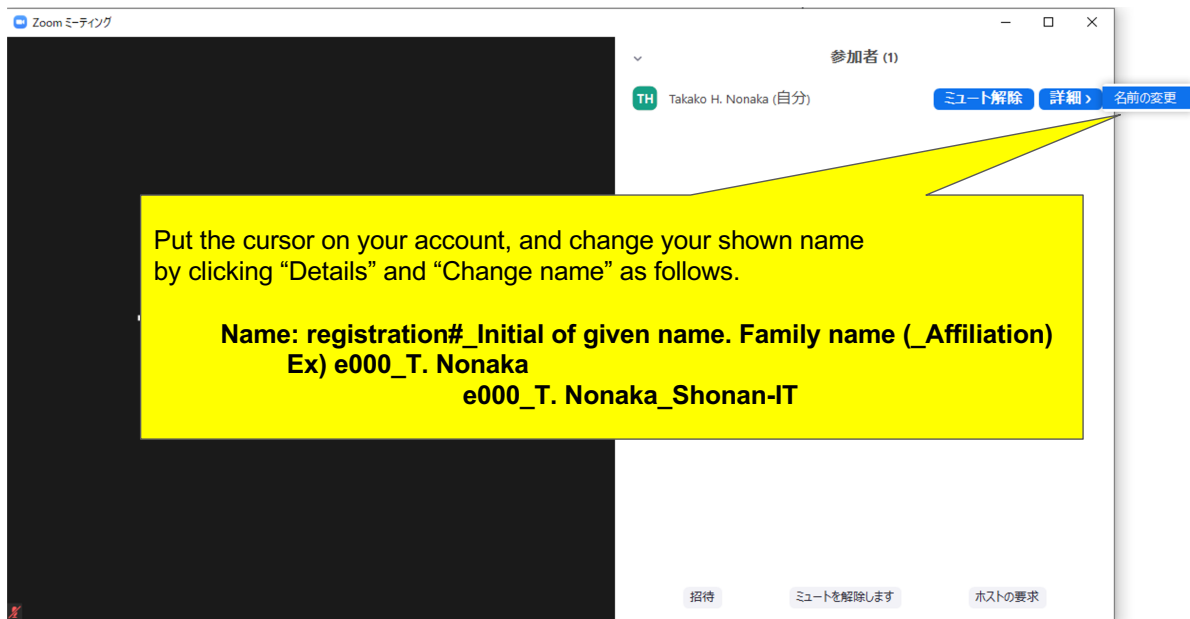 Zoom ミーティング
参加者 (1)
TH Takako H. Nonaka (自分) ミュート解除 詳細 > 名前の変更
Put the cursor on your account, and change your shown name
by clicking “Details” and “Change name” as follows.
Name: registration#_Initial of given name. Family name (_Affiliation)
Ex) e000_T. Nonaka
e000_T. Nonaka_Shonan-IT
招待 ミュートを解除します ホストの要求